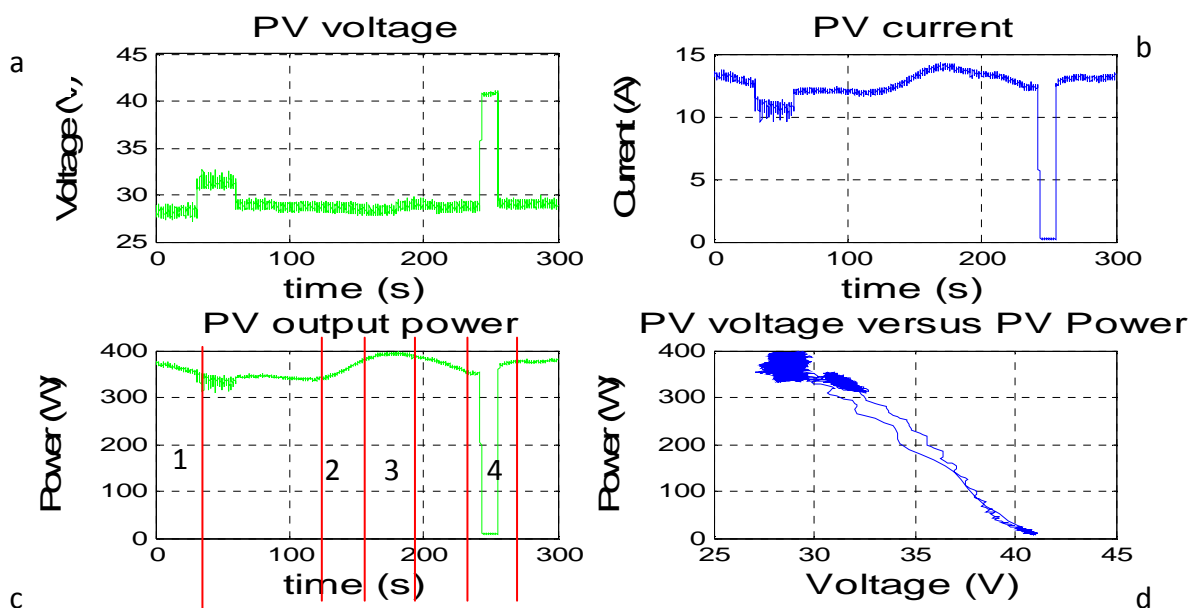 PV voltage
a
45
40
35
30
25
Voltage (V)
0 100 200 300
time (s)
PV current
b
15
10
5
0
Current (A)
0 100 200 300
time (s)
PV output power
400
300
200
100
0
Power (W)
1 2 3 4
0 100 200 300
time (s)
c
PV voltage versus PV Power
400
300
200
100
0
Power (W)
25 30 35 40 45
Voltage (V)
d